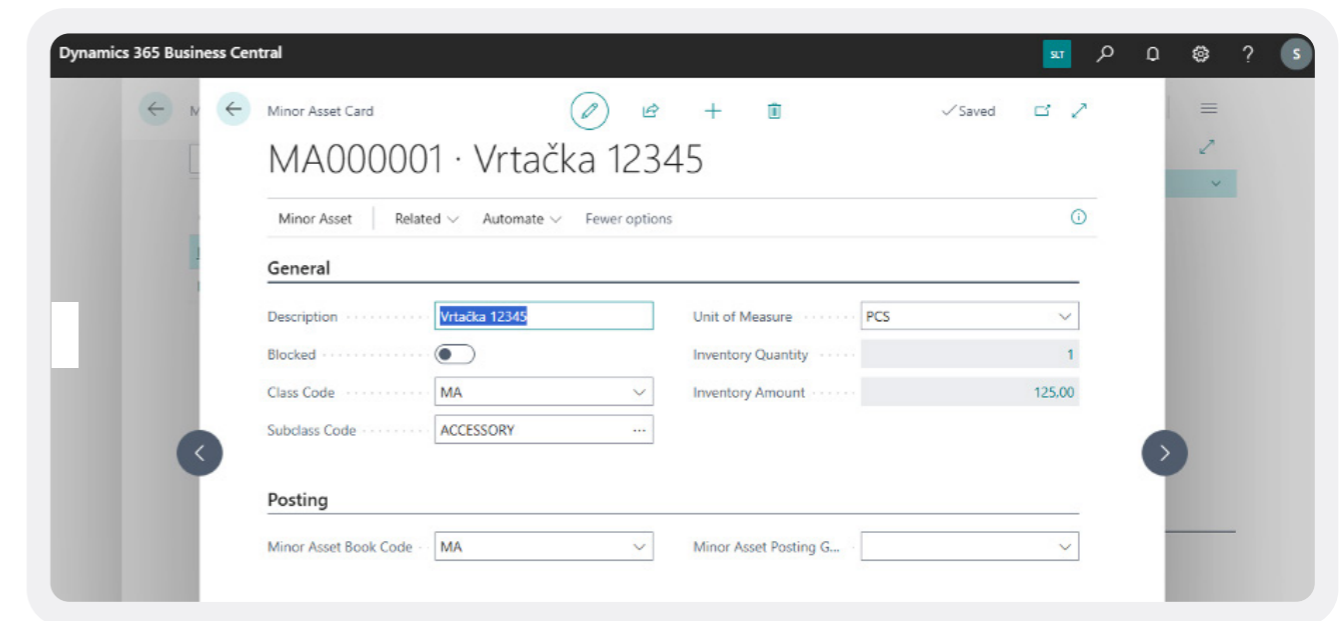 Dynamics 365 Business Central
SLT
?
S
M
Minor Asset Card
Saved
MA000001 · Vrtačka 12345
Minor Asset
Related
Automate
Fewer options
General
Description
Vrtačka 12345
Unit of Measure
PCS
Blocked
Inventory Quantity
1
Class Code
MA
Inventory Amount
125,00
Subclass Code
ACCESSORY
...
Posting
Minor Asset Book Code
MA
Minor Asset Posting G...